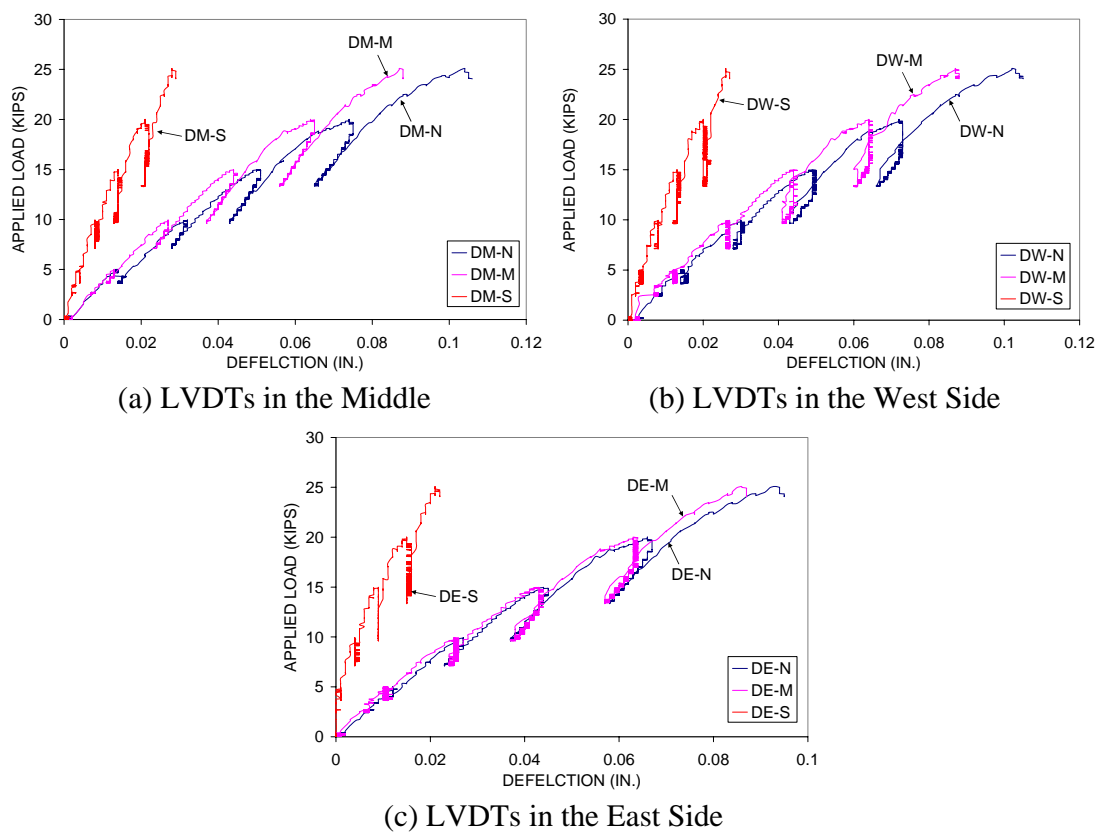 30
25
20
15
10
5
0
APPLIED LOAD (KIPS)
DM-M
DM-S
DM-N
DM-N
DM-M
DM-S
0 0.02 0.04 0.06 0.08 0.1 0.12
DEFELCTION (IN.)
(a) LVDTs in the Middle
30
25
20
15
10
5
0
APPLIED LOAD (KIPS)
DW-M
DW-S
DW-N
DW-N
DW-M
DW-S
0 0.02 0.04 0.06 0.08 0.1 0.12
DEFELCTION (IN.)
(b) LVDTs in the West Side
30
25
20
15
10
5
0
APPLIED LOAD (KIPS)
DE-M
DE-N
DE-S
DE-N
DE-M
DE-S
0 0.02 0.04 0.06 0.08 0.1
DEFELCTION (IN.)
(c) LVDTs in the East Side